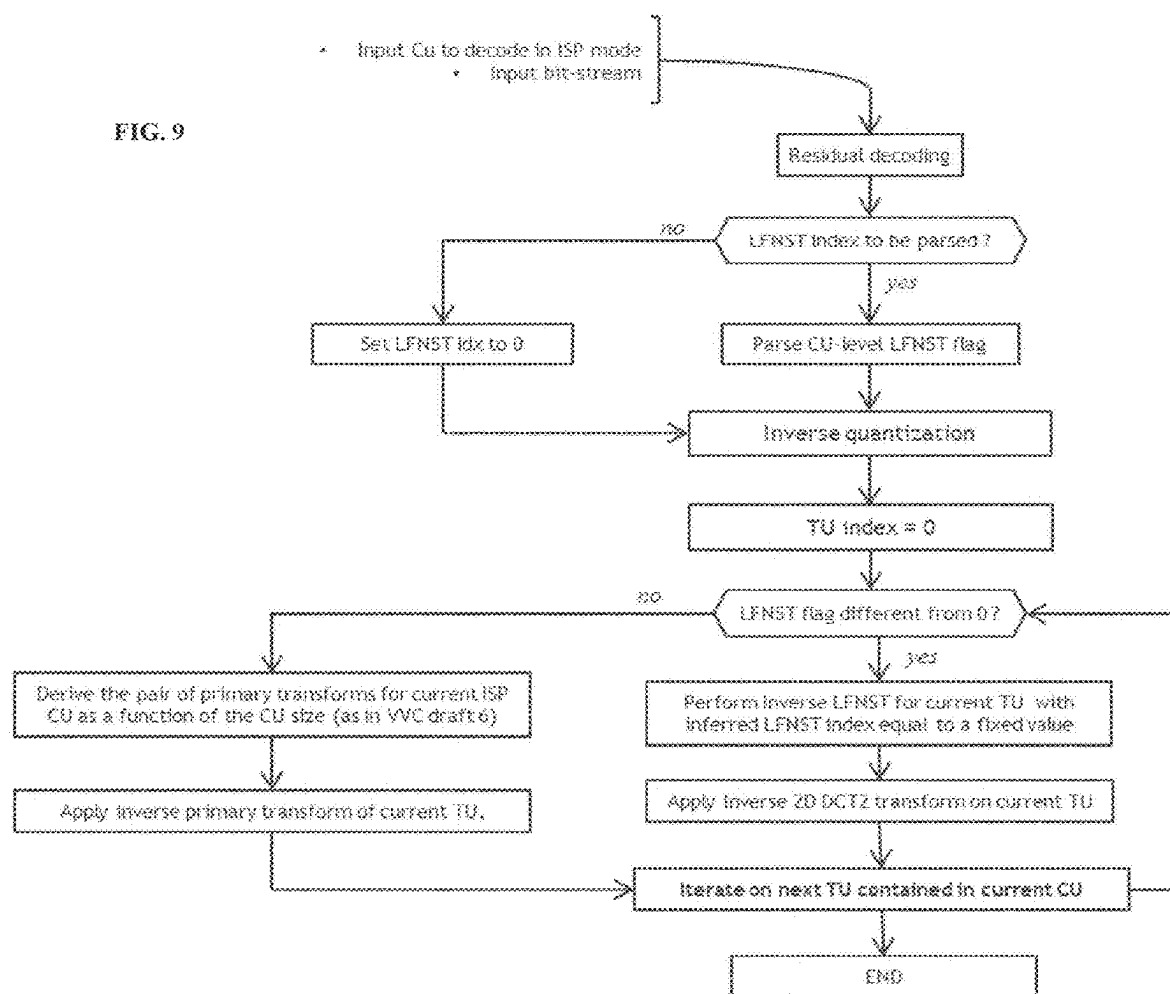 • Input Cu to decode in ISP mode
• Input bit-stream
FIG. 9
Residual decoding
LFNST index to be parsed ?
no
yes
Set LFNST idx to 0
Parse CU-level LFNST flag
Inverse quantization
TU index = 0
LFNST flag different from 0 ?
no
yes
Derive the pair of primary transforms for current ISP
CU as a function of the CU size (as in VVC draft 6)
Perform inverse LFNST for current TU with
inferred LFNST index equal to a fixed value
Apply inverse primary transform of current TU.
Apply inverse 2D DCT2 transform on current TU
Iterate on next TU contained in current CU
END